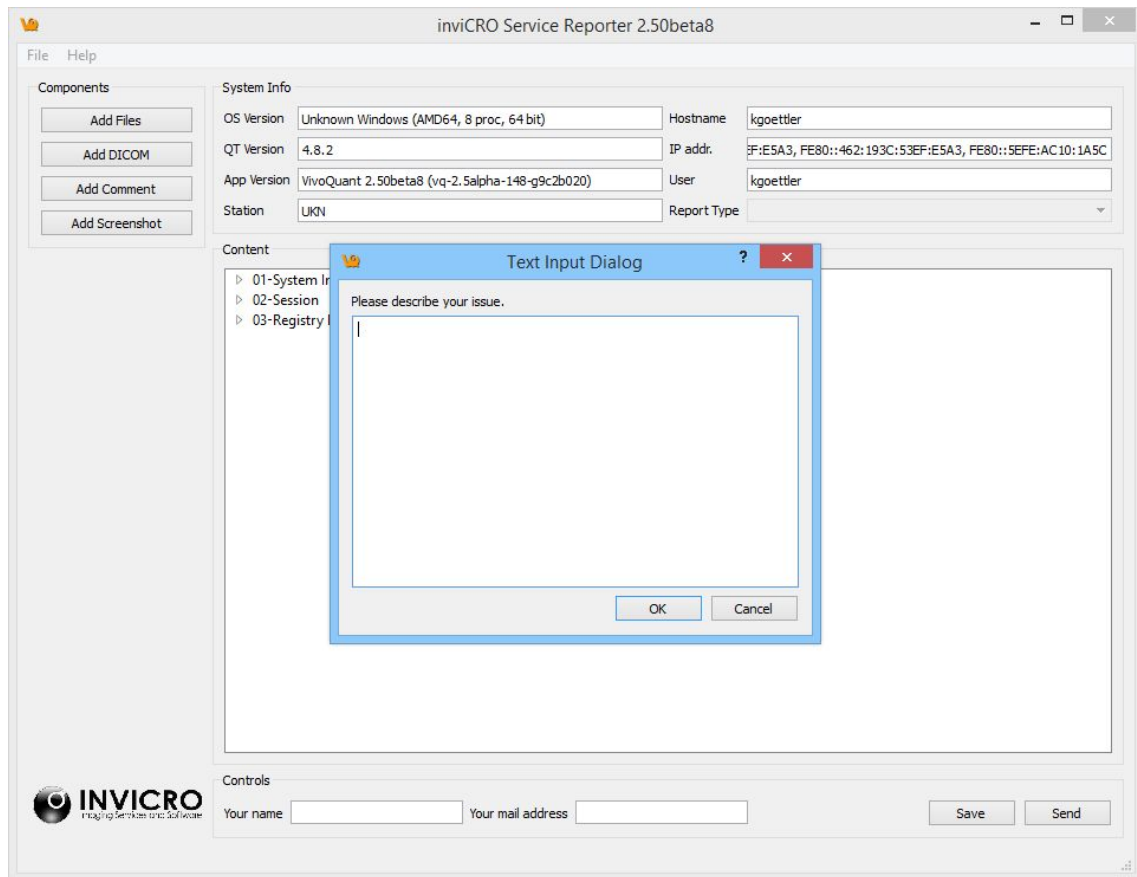 inviCRO Service Reporter 2.50beta8
File Help
Components
Add Files
Add DICOM
Add Comment
Add Screenshot
System Info
OS Version Unknown Windows (AMD64, 8 proc, 64 bit) Hostname kgoettler
QT Version 4.8.2 IP addr. EF:E5A3, FE80::462:193C:53EF:E5A3, FE80::5EFE:AC10:1A5C
App Version VivoQuant 2.50beta8 (vq-2.5alpha-148-g9c2b020) User kgoettler
Station UKN Report Type
Content
01-System In
02-Session
03-Registry
Text Input Dialog ?
Please describe your issue.
OK Cancel
INVICRO
Imaging Services and Software
Controls
Your name Your mail address Save Send